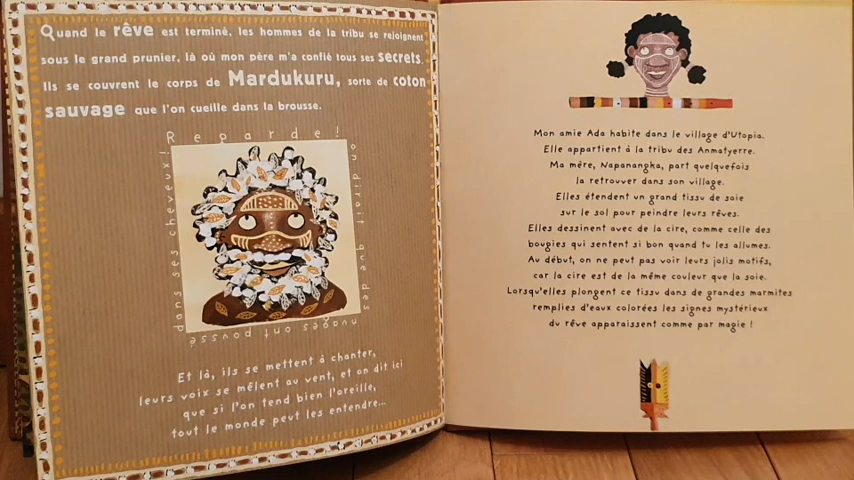 Quand le rêve est terminé, les hommes de la tribu se rejoignent
sous le grand prunier, là où mon père m'a confié tous ses secrets.
Ils se couvrent le corps de Mardukuru, sorte de coton
sauvage que l'on cueille dans la brousse.
Regarde!
on dirait que des
nuages ont poussé
dans ses cheveux!
Et là, ils se mettent à chanter,
leurs voix se mêlent au vent, et on dit ici
que si l'on tend bien l'oreille,
tout le monde peut les entendre...
Mon amie Ada habite dans le village d'Utopia.
Elle appartient à la tribu des Anmatyerre.
Ma mère, Napanangka, part quelquefois
la retrouver dans son village.
Elles étendent un grand tissu de soie
sur le sol pour peindre leurs rêves.
Elles dessinent avec de la cire, comme celle des
bougies qui sentent si bon quand tu les allumes.
Au début, on ne peut pas voir leurs jolis motifs,
car la cire est de la même couleur que la soie.
Lorsqu'elles plongent ce tissu dans de grandes marmites
remplies d'eaux colorées les signes mystérieux
du rêve apparaissent comme par magie !